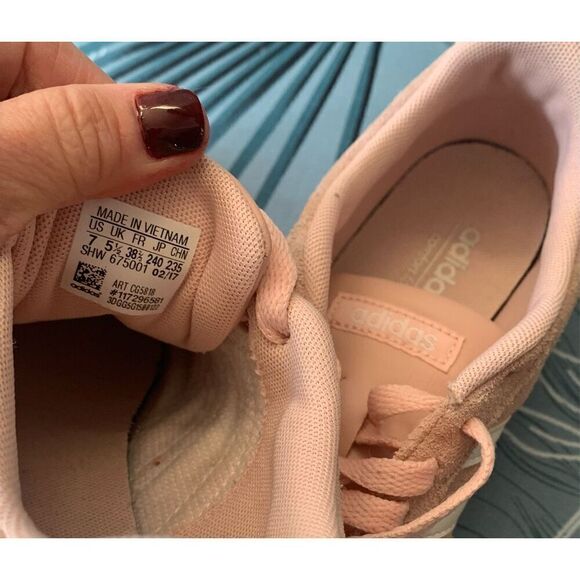 MADE IN VIETNAM
US UK FR JP CHN
7 5½ 38⅔ 240 235
SHW 675001 02/17
ART CG5818
#117296581
adidas
adidas